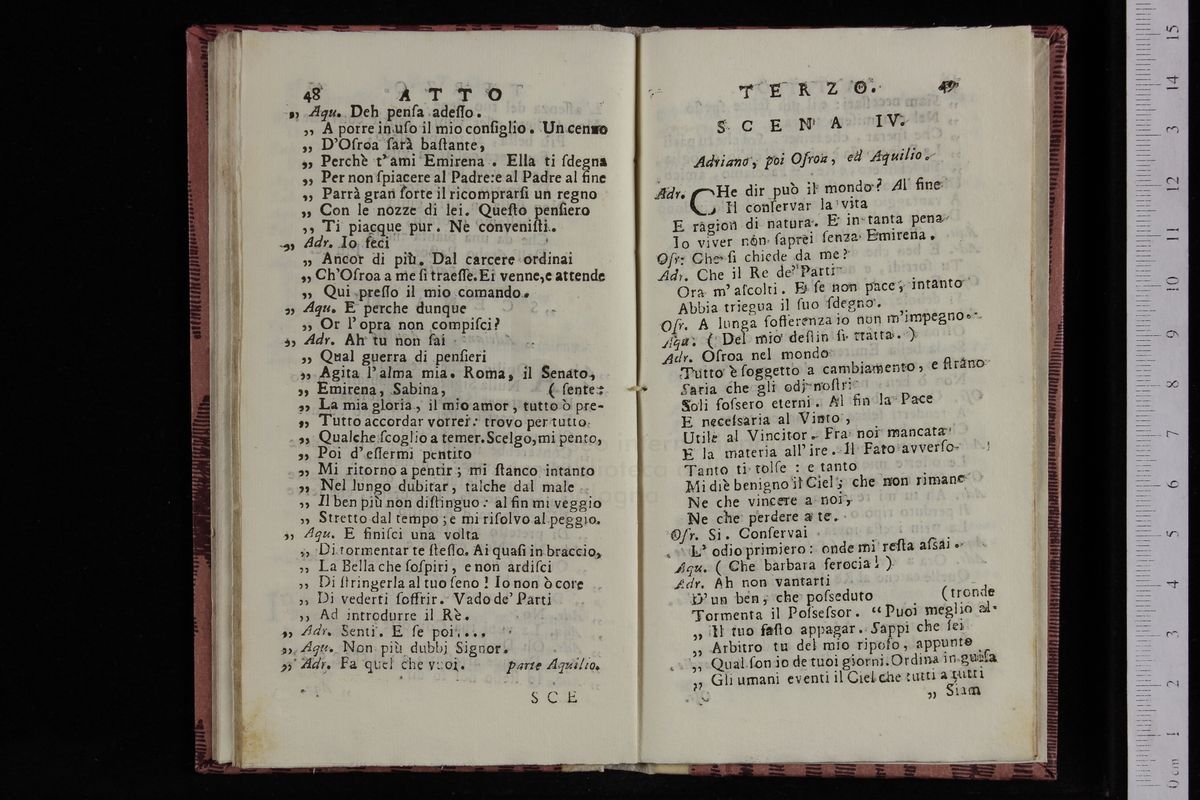 48 ATTO
„ Aqu. Deh penſa adeſſo.
„ A porre in uſo il mio conſiglio. Un cenno
„ D'Oſroa ſarà baſtante,
„ Perchè t'ami Emirena. Ella ti ſdegna
„ Per non ſpiacere al Padre: e al Padre al fine
„ Parrà gran ſorte il ricomprarſi un regno
„ Con le nozze di lei. Queſto penſiero
„ Ti piacque pur. Ne conveniſti.
„ Adr. Io feci
„ Ancor di più. Dal carcere ordinai
„ Ch'Oſroa a me ſi traeſſe. Ei venne, e attende
„ Qui preſſo il mio comando.
„ Aqu. E perche dunque
„ Or l'opra non compiſci?
„ Adr. Ah tu non ſai
„ Qual guerra di penſieri
„ Agita l'alma mia. Roma, il Senato,
„ Emirena, Sabina, ( ſente:
„ La mia gloria, il mio amor, tutto ò pre-
„ Tutto accordar vorrei: trovo per tutto
„ Qualche ſcoglio a temer. Scelgo, mi pento,
„ Poi d'eſſermi pentito
„ Mi ritorno a pentir; mi ſtanco intanto
„ Nel lungo dubitar, talche dal male
„ Il ben più non diſtinguo: al fin mi veggio
„ Stretto dal tempo; e mi riſolvo al peggio.
„ Aqu. E finiſci una volta
„ Di tormentar te ſteſſo. Ai quaſi in braccio,
„ La Bella che ſoſpiri, e non ardiſci
„ Di ſtringerla al tuo ſeno! Io non ò core
„ Di vederti ſoffrir. Vado de' Parti
„ Ad introdurre il Rè.
„ Adr. Senti. E ſe poi....
„ Aqu. Non più dubbj Signor.
„ Adr. Fa quel che vuoi. parte Aquilio.
SCE
TERZO. 49
SCENA IV.
Adriano, poi Oſroa, ed Aquilio.
Adr. CHe dir può il mondo? Al fine
Il conſervar la vita
E ragion di natura. E in tanta pena
Io viver non ſaprei ſenza Emirena.
Oſr. Che ſi chiede da me?
Adr. Che il Re de' Parti
Ora m'aſcolti. E ſe non pace, intanto
Abbia triegua il ſuo ſdegno.
Oſr. A lunga ſofferenza io non m'impegno.
Aqu. ( Del mio deſtin ſi tratta. )
Adr. Oſroa nel mondo
Tutto è ſoggetto a cambiamento, e ſtrano
Saria che gli odj noſtri
Soli foſsero eterni. Al fin la Pace
E neceſsaria al Vinto,
Utile al Vincitor. Fra noi mancata
E la materia all'ire. Il Fato avverſo
Tanto ti tolſe: e tanto
Mi diè benigno il Ciel; che non rimane
Ne che vincere a noi,
Ne che perdere a te.
Oſr. Si. Conſervai
L'odio primiero: onde mi reſta aſsai.
Aqu. ( Che barbara ferocia! )
Adr. Ah non vantarti
D'un ben, che poſseduto (tronde
Tormenta il Poſseſsor. “Puoi meglio al-
„ Il tuo faſto appagar. Sappi che ſei
„ Arbitro tu del mio ripoſo, appunto
„ Qual ſon io de tuoi giorni. Ordina in guiſa
„ Gli umani eventi il Ciel che tutti a tutti
„ Siam